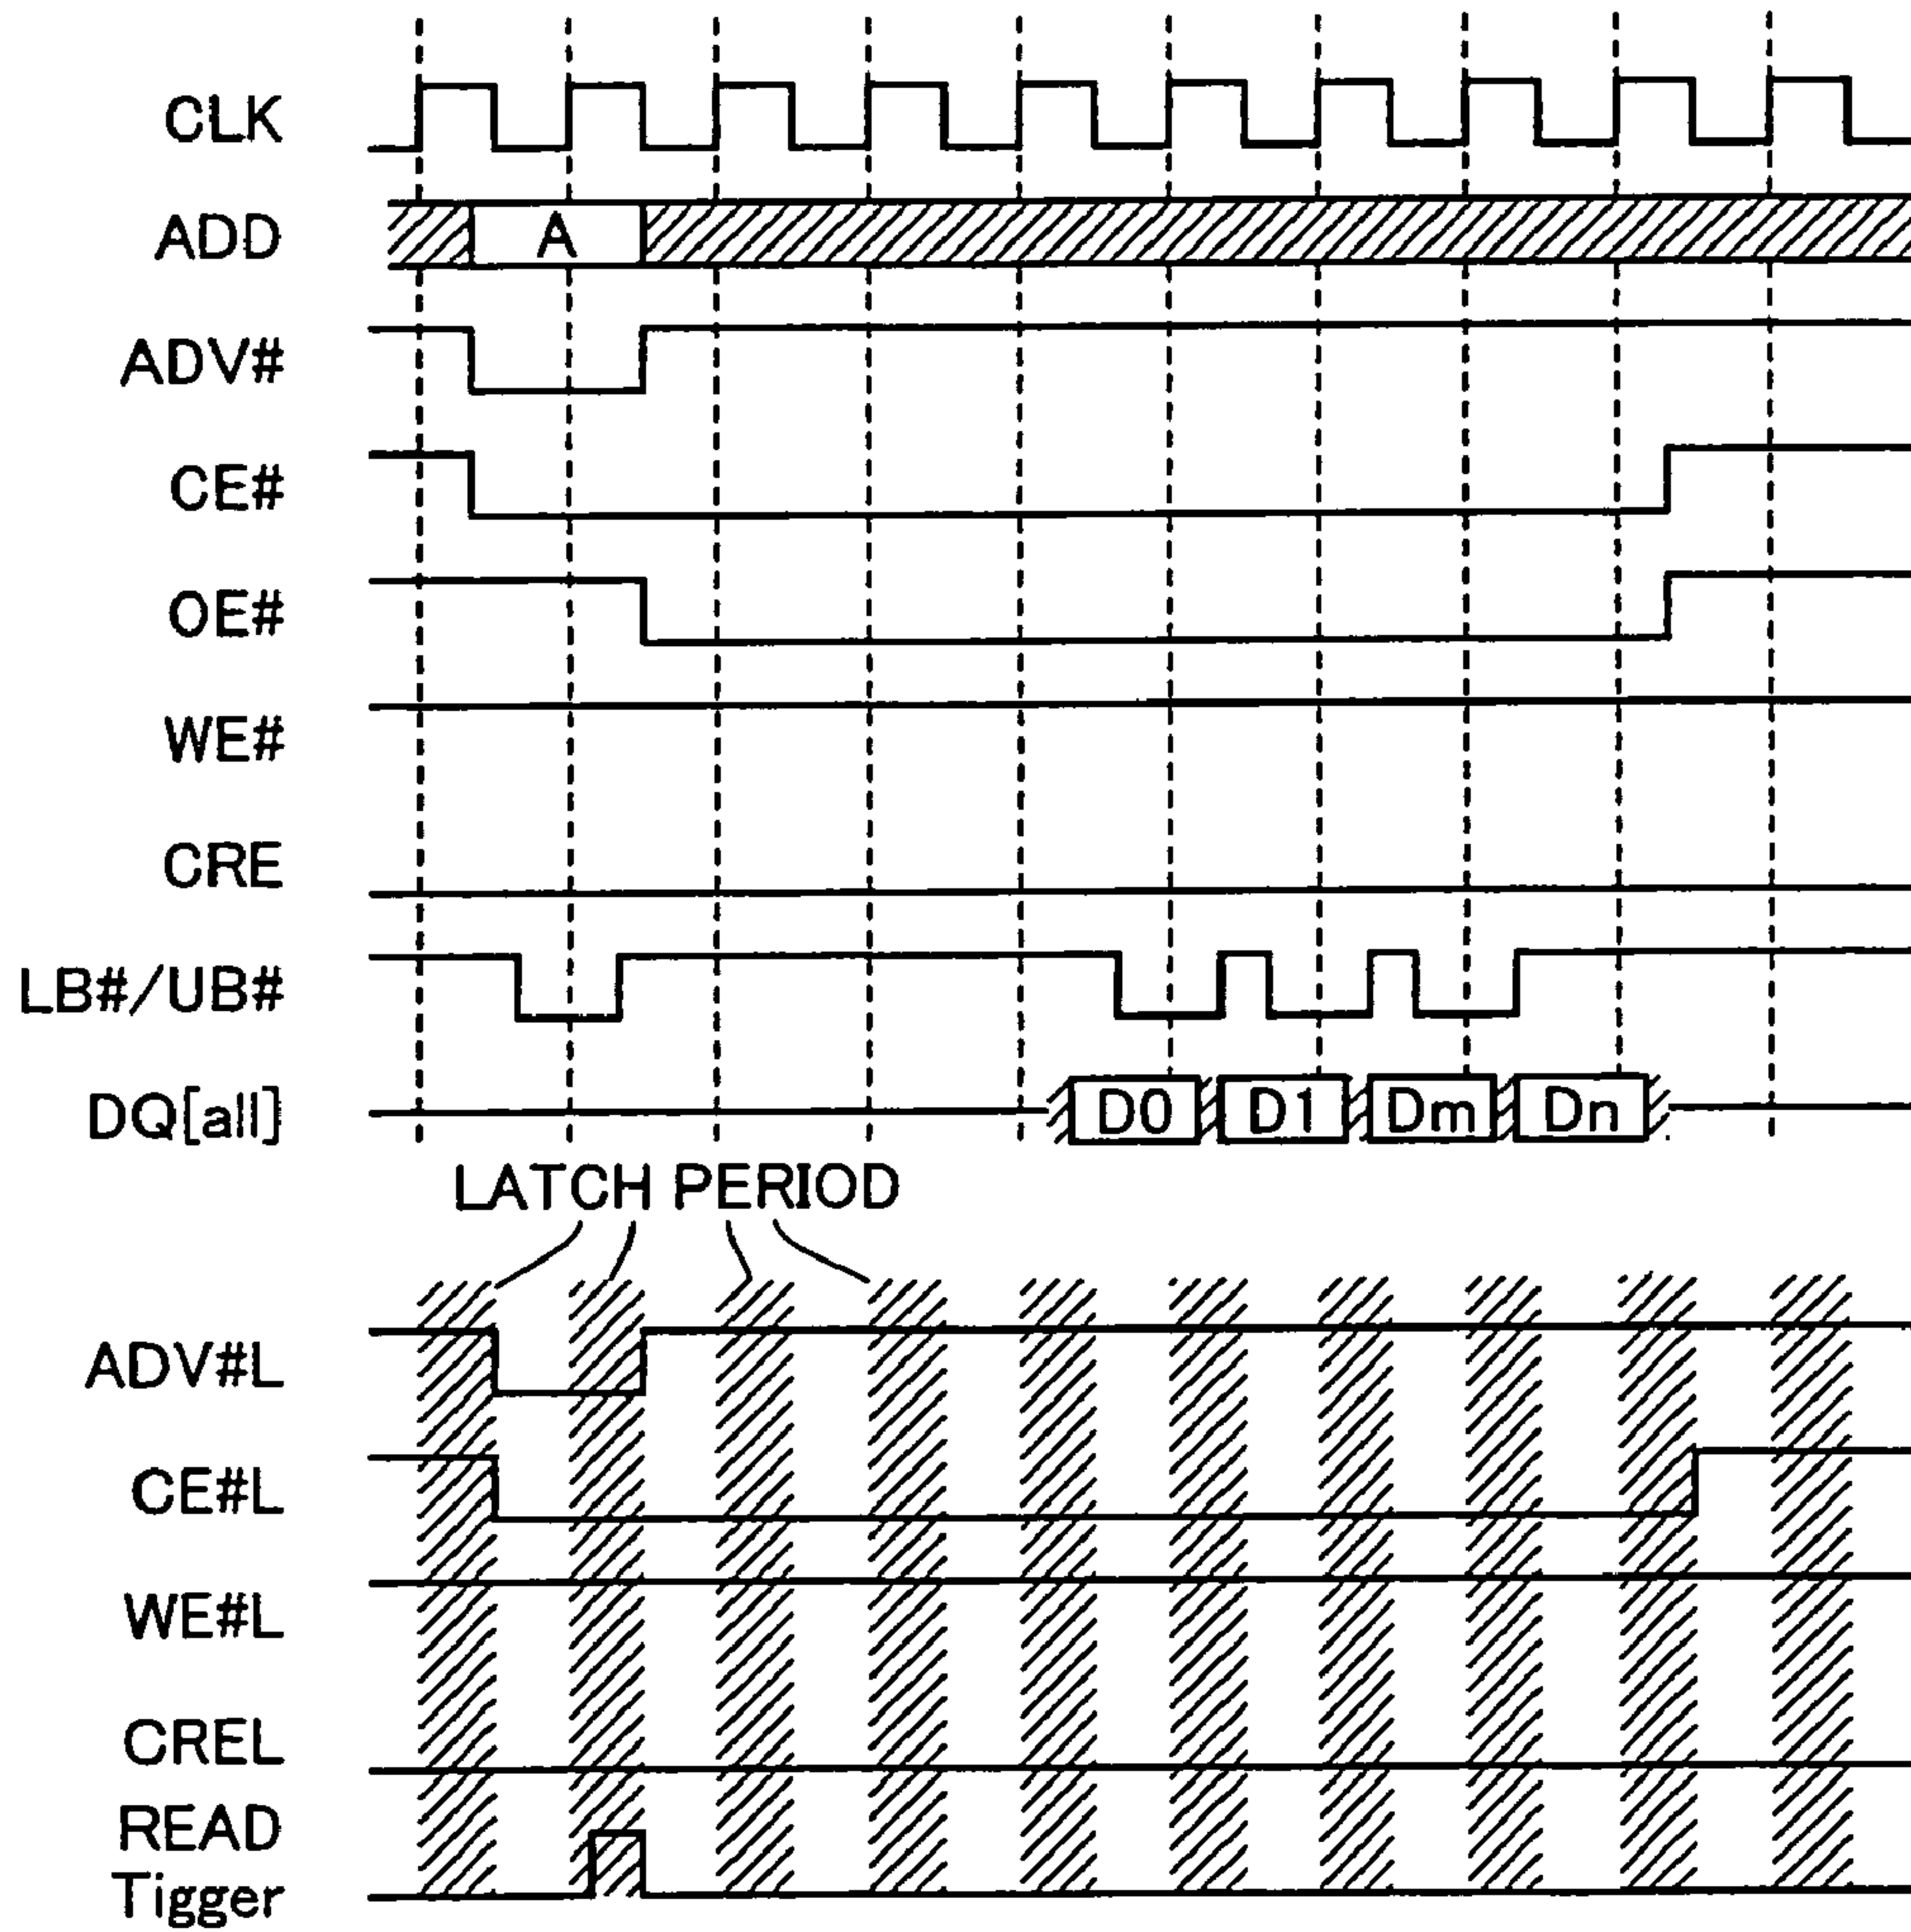 CLK
ADD
A
ADV#
CE#
OE#
WE#
CRE
LB#/UB#
DQ[all]
D0 D1 Dm Dn
LATCH PERIOD
ADV#L
CE#L
WE#L
CREL
READ
Tigger